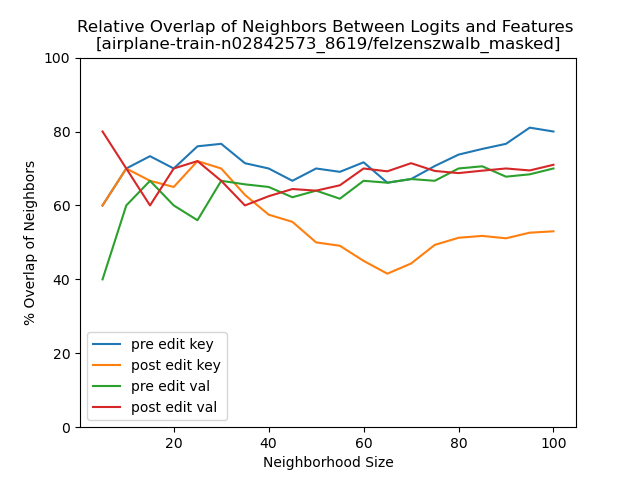 Relative Overlap of Neighbors Between Logits and Features
[airplane-train-n02842573_8619/felzenszwalb_masked]
100
80
60
40
20
0
% Overlap of Neighbors
pre edit key
post edit key
pre edit val
post edit val
20 40 60 80 100
Neighborhood Size